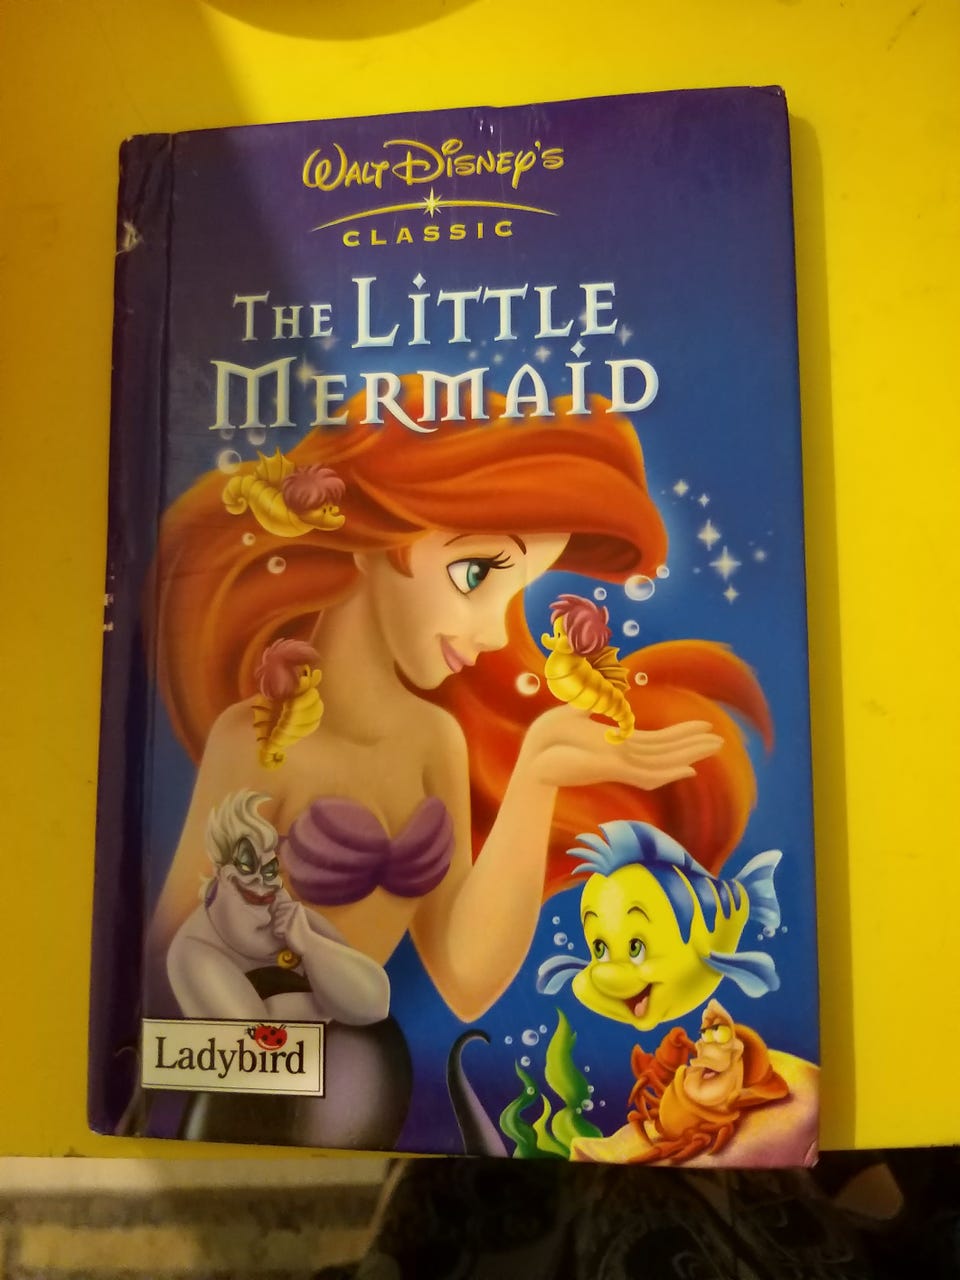 WALT DISNEY'S
CLASSIC
THE LITTLE
MERMAID
Ladybird